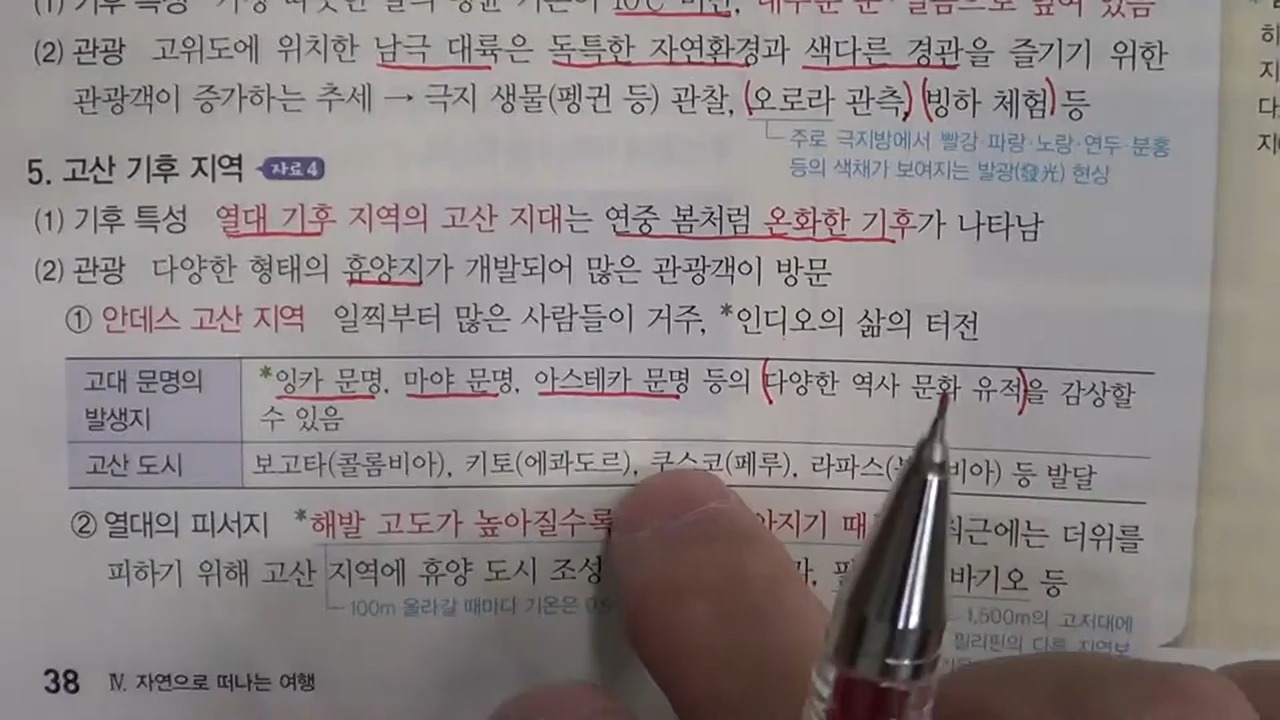 (2) 관광 고위도에 위치한 남극 대륙은 독특한 자연환경과 색다른 경관을 즐기기 위한
관광객이 증가하는 추세 → 극지 생물(펭귄 등) 관찰, (오로라 관측) (빙하 체험) 등
주로 극지방에서 빨강·파랑·노랑·연두·분홍
등의 색채가 보여지는 발광(發光) 현상
5. 고산 기후 지역 자료4
(1) 기후 특성 열대 기후 지역의 고산 지대는 연중 봄처럼 온화한 기후가 나타남
(2) 관광 다양한 형태의 휴양지가 개발되어 많은 관광객이 방문
① 안데스 고산 지역 일찍부터 많은 사람들이 거주, *인디오의 삶의 터전
고대 문명의 *잉카 문명, 마야 문명, 아스테카 문명 등의 (다양한 역사 문화 유적)을 감상할
발생지 수 있음
고산 도시 보고타(콜롬비아), 키토(에콰도르), 쿠스코(페루), 라파스( 비아) 등 발달
② 열대의 피서지 *해발 고도가 높아질수록 아지기 때 최근에는 더위를
피하기 위해 고산 지역에 휴양 도시 조성 바기오 등
100m 올라갈 때마다 기온은
1,500m의 고지대에
필리핀의 다른 지역보
38 Ⅳ. 자연으로 떠나는 여행